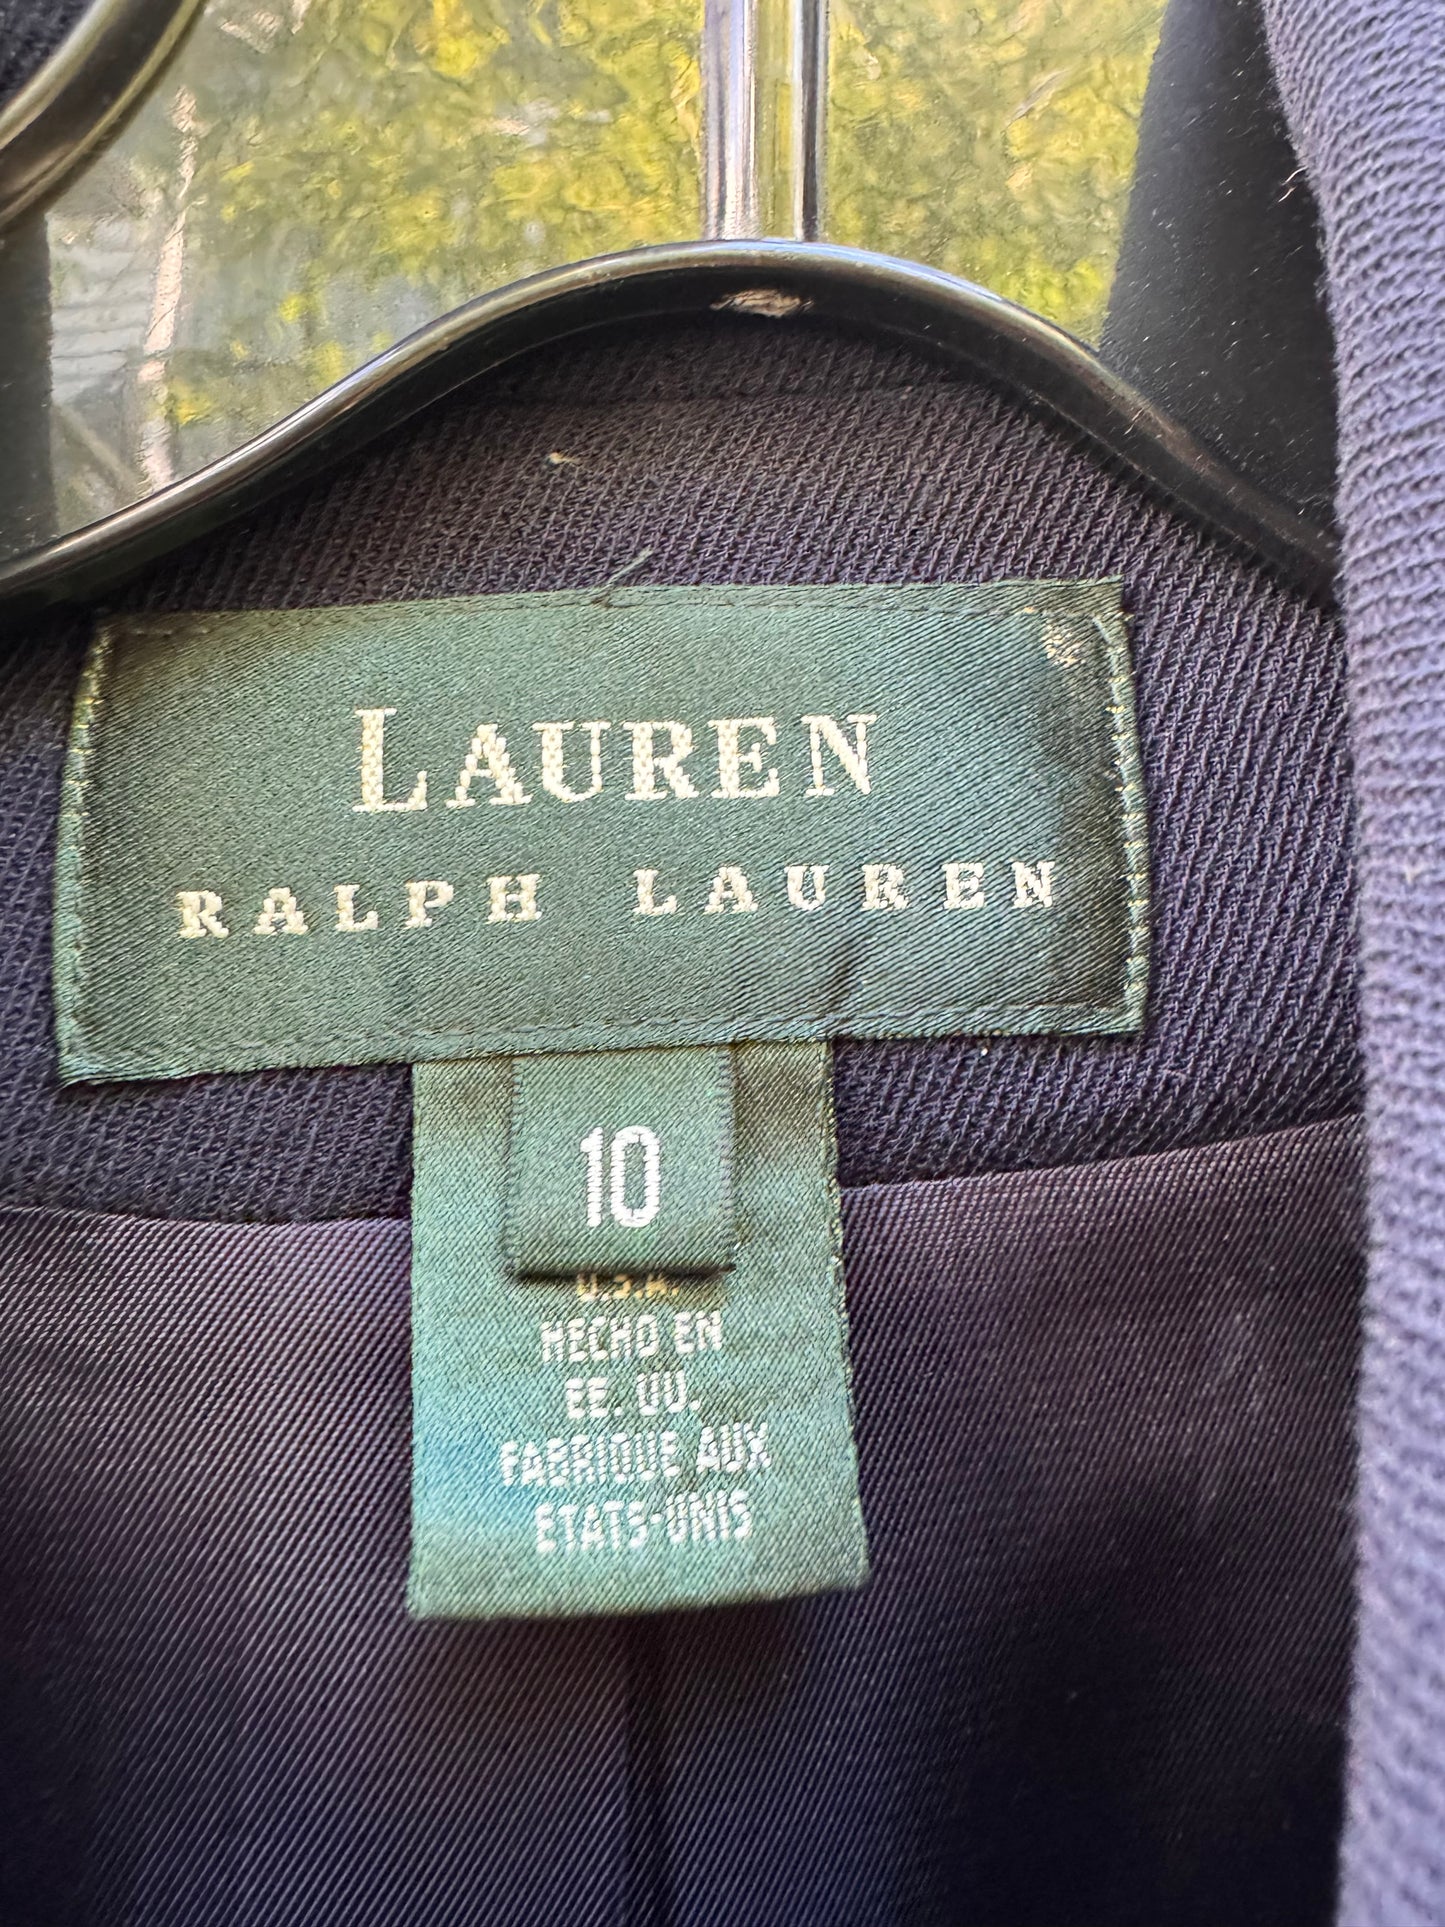 LAUREN
RALPH LAUREN
10
U.S.A.
HECHO EN
EE. UU.
FABRIQUE AUX
ETATS-UNIS